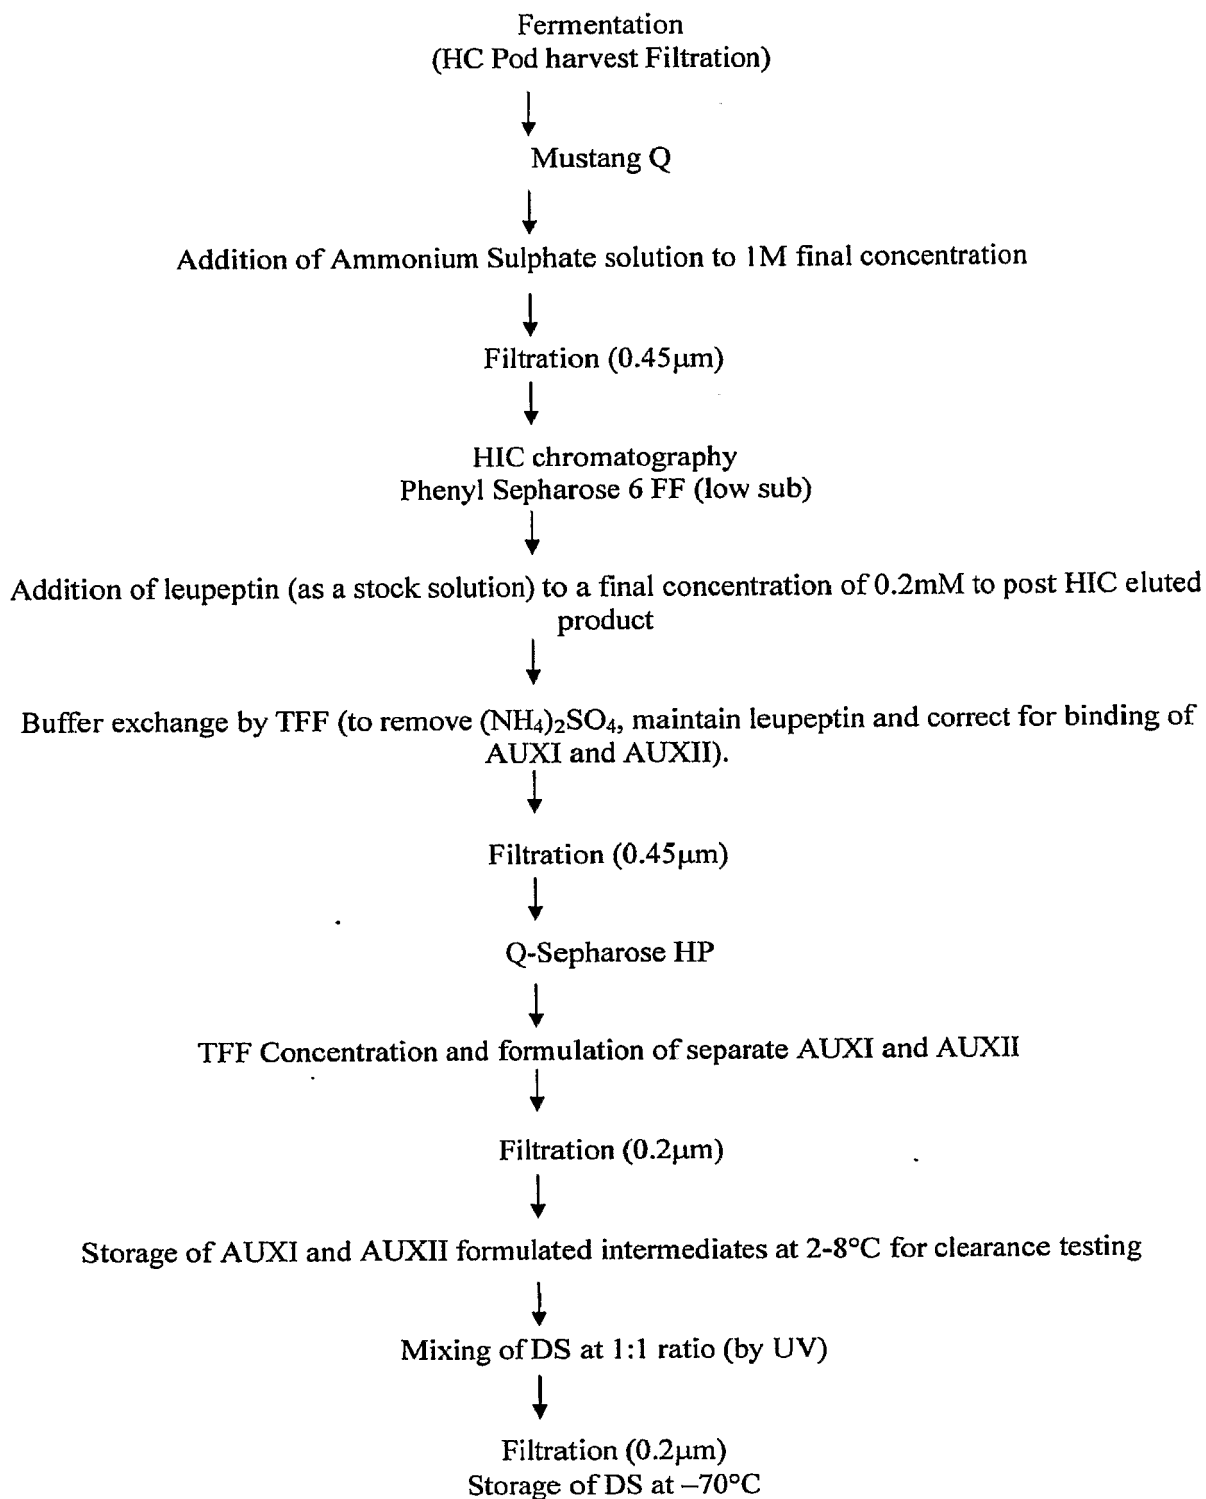 Fermentation
(HC Pod harvest Filtration)
Mustang Q
Addition of Ammonium Sulphate solution to 1M final concentration
Filtration (0.45µm)
HIC chromatography
Phenyl Sepharose 6 FF (low sub)
Addition of leupeptin (as a stock solution) to a final concentration of 0.2mM to post HIC eluted
product
Buffer exchange by TFF (to remove (NH₄)₂SO₄, maintain leupeptin and correct for binding of
AUXI and AUXII).
Filtration (0.45µm)
Q-Sepharose HP
TFF Concentration and formulation of separate AUXI and AUXII
Filtration (0.2µm)
Storage of AUXI and AUXII formulated intermediates at 2-8°C for clearance testing
Mixing of DS at 1:1 ratio (by UV)
Filtration (0.2µm)
Storage of DS at –70°C